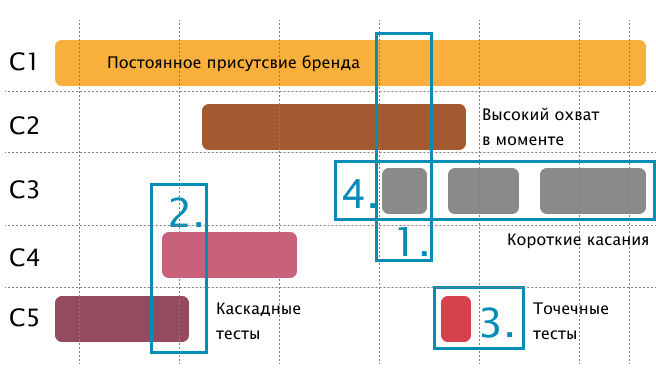 C1
Постоянное присутсвие бренда
C2
Высокий охват
в моменте
C3
4.
2.
1.
Короткие касания
C4
C5
Каскадные
тесты
3.
Точечные
тесты